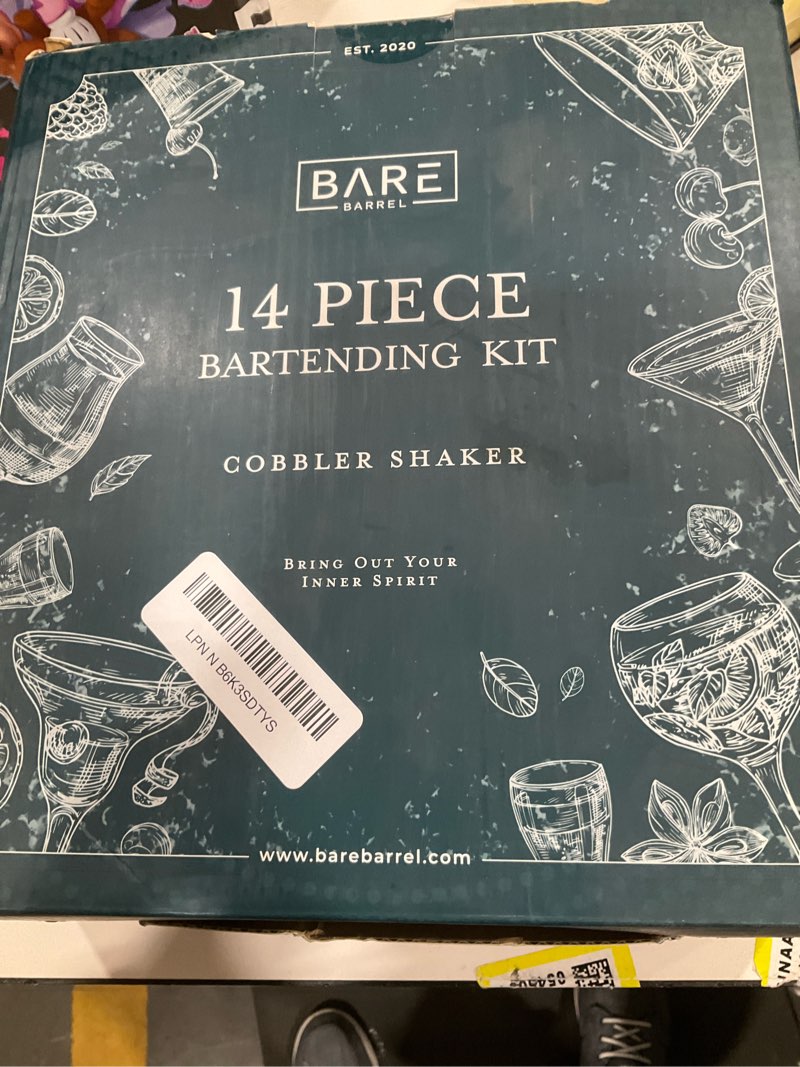 EST. 2020
BARE
BARREL
14 PIECE
BARTENDING KIT
COBBLER SHAKER
BRING OUT YOUR
INNER SPIRIT
LPN N B6K3SDTYS
www.barebarrel.com